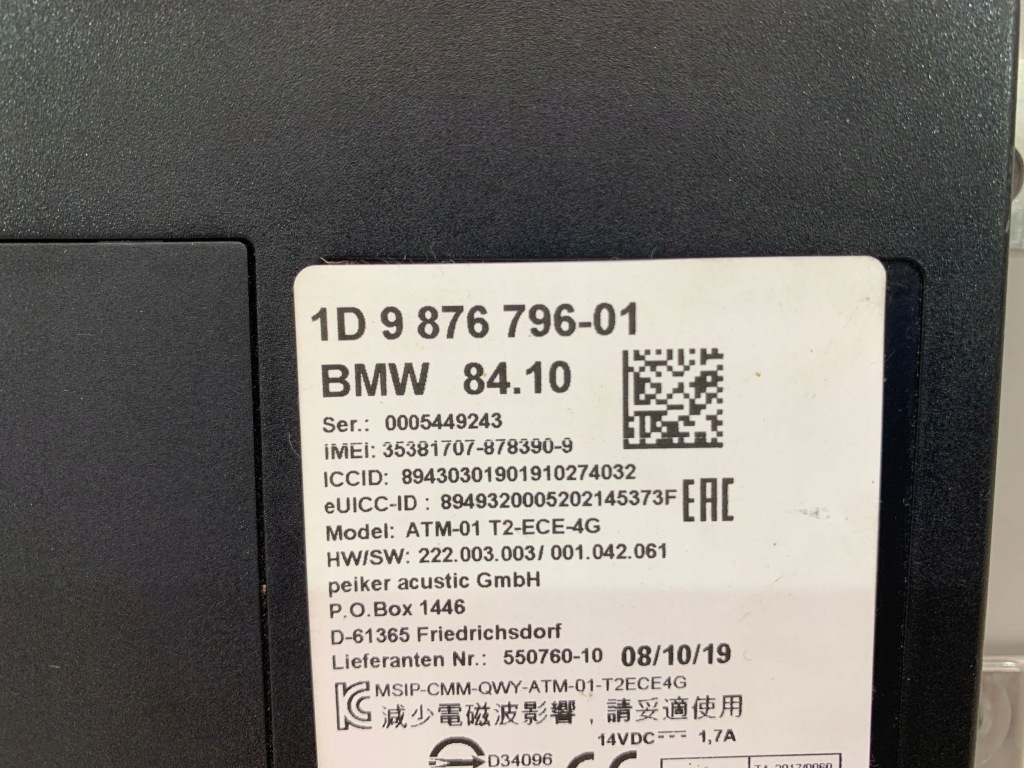 1D 9 876 796-01
BMW 84.10
Ser.: 0005449243
IMEI: 35381707-878390-9
ICCID: 89430301901910274032
eUICC-ID : 8949320005202145373F
EAC
Model: ATM-01 T2-ECE-4G
HW/SW: 222.003.003/ 001.042.061
peiker acustic GmbH
P.O.Box 1446
D-61365 Friedrichsdorf
Lieferanten Nr.: 550760-10 08/10/19
MSIP-CMM-QWY-ATM-01-T2ECE4G
減少電磁波影響，請妥適使用
14VDC 1,7A
D34096
CE